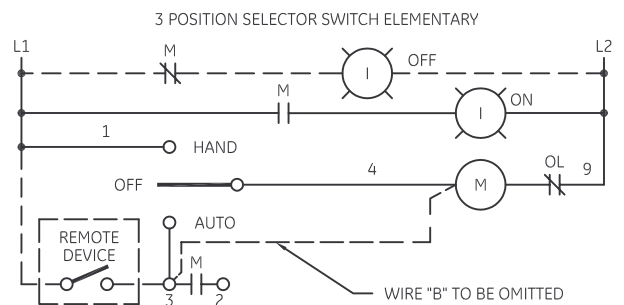 3 POSITION SELECTOR SWITCH ELEMENTARY
L1
L2
M
I
OFF
M
I
ON
1
HAND
OFF
4
M
OL
9
AUTO
REMOTE
DEVICE
M
3
2
WIRE "B" TO BE OMITTED